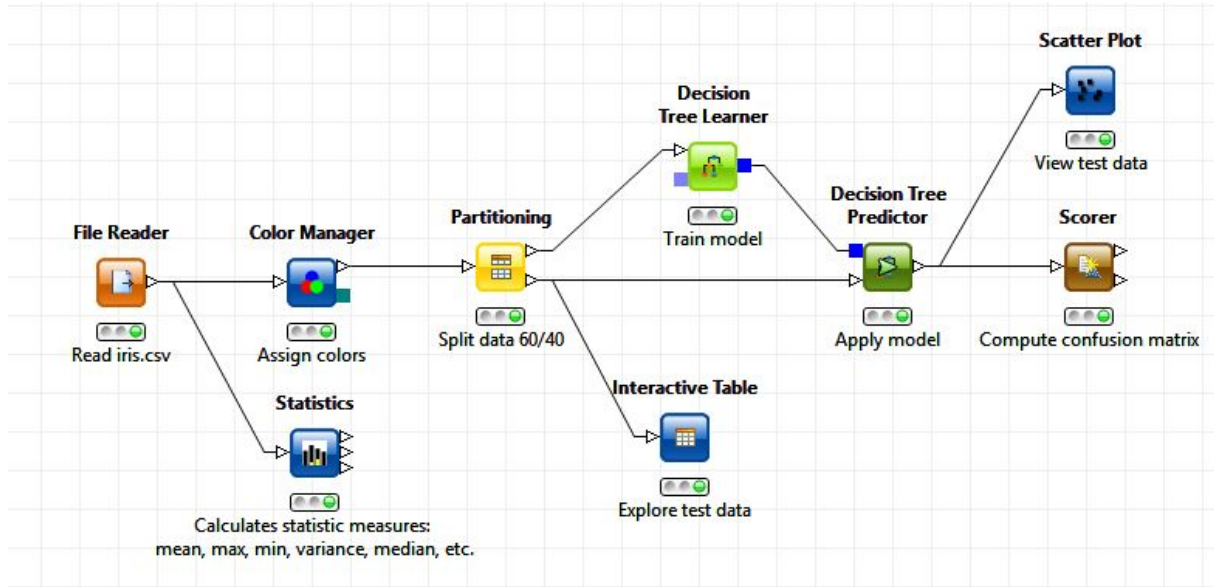 Scatter Plot
View test data
Decision
Tree Learner
Train model
Decision Tree
Predictor
Apply model
Scorer
Compute confusion matrix
Partitioning
Split data 60/40
File Reader
Read iris.csv
Color Manager
Assign colors
Interactive Table
Explore test data
Statistics
Calculates statistic measures:
mean, max, min, variance, median, etc.